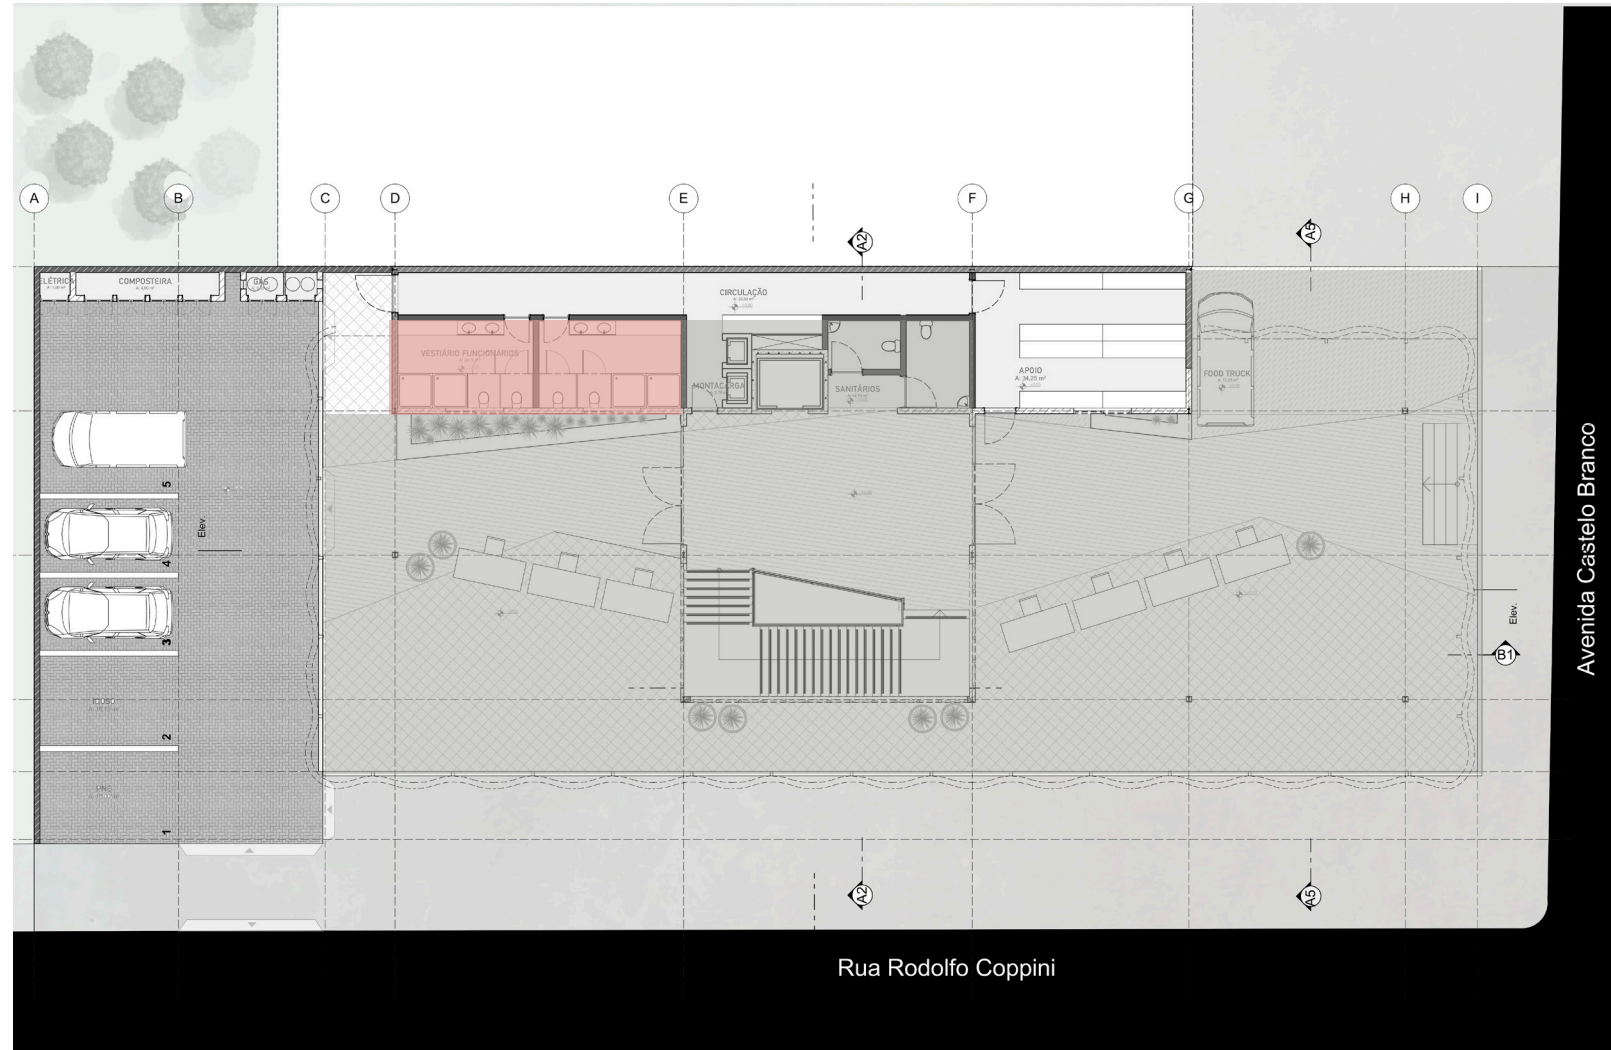 A
B
C
D
E
F
G
H
I
A2
A5
ELÉTRICA
COMPOSTEIRA
GÁS
CIRCULAÇÃO
VESTIÁRIO FUNCIONÁRIOS
MONTACARGA
SANITÁRIOS
APOIO
A: 34,25 m²
FOOD TRUCK
5
Elev.
4
3
IDOSO
2
PNE
1
Elev.
B1
A2
A5
Avenida Castelo Branco
Rua Rodolfo Coppini